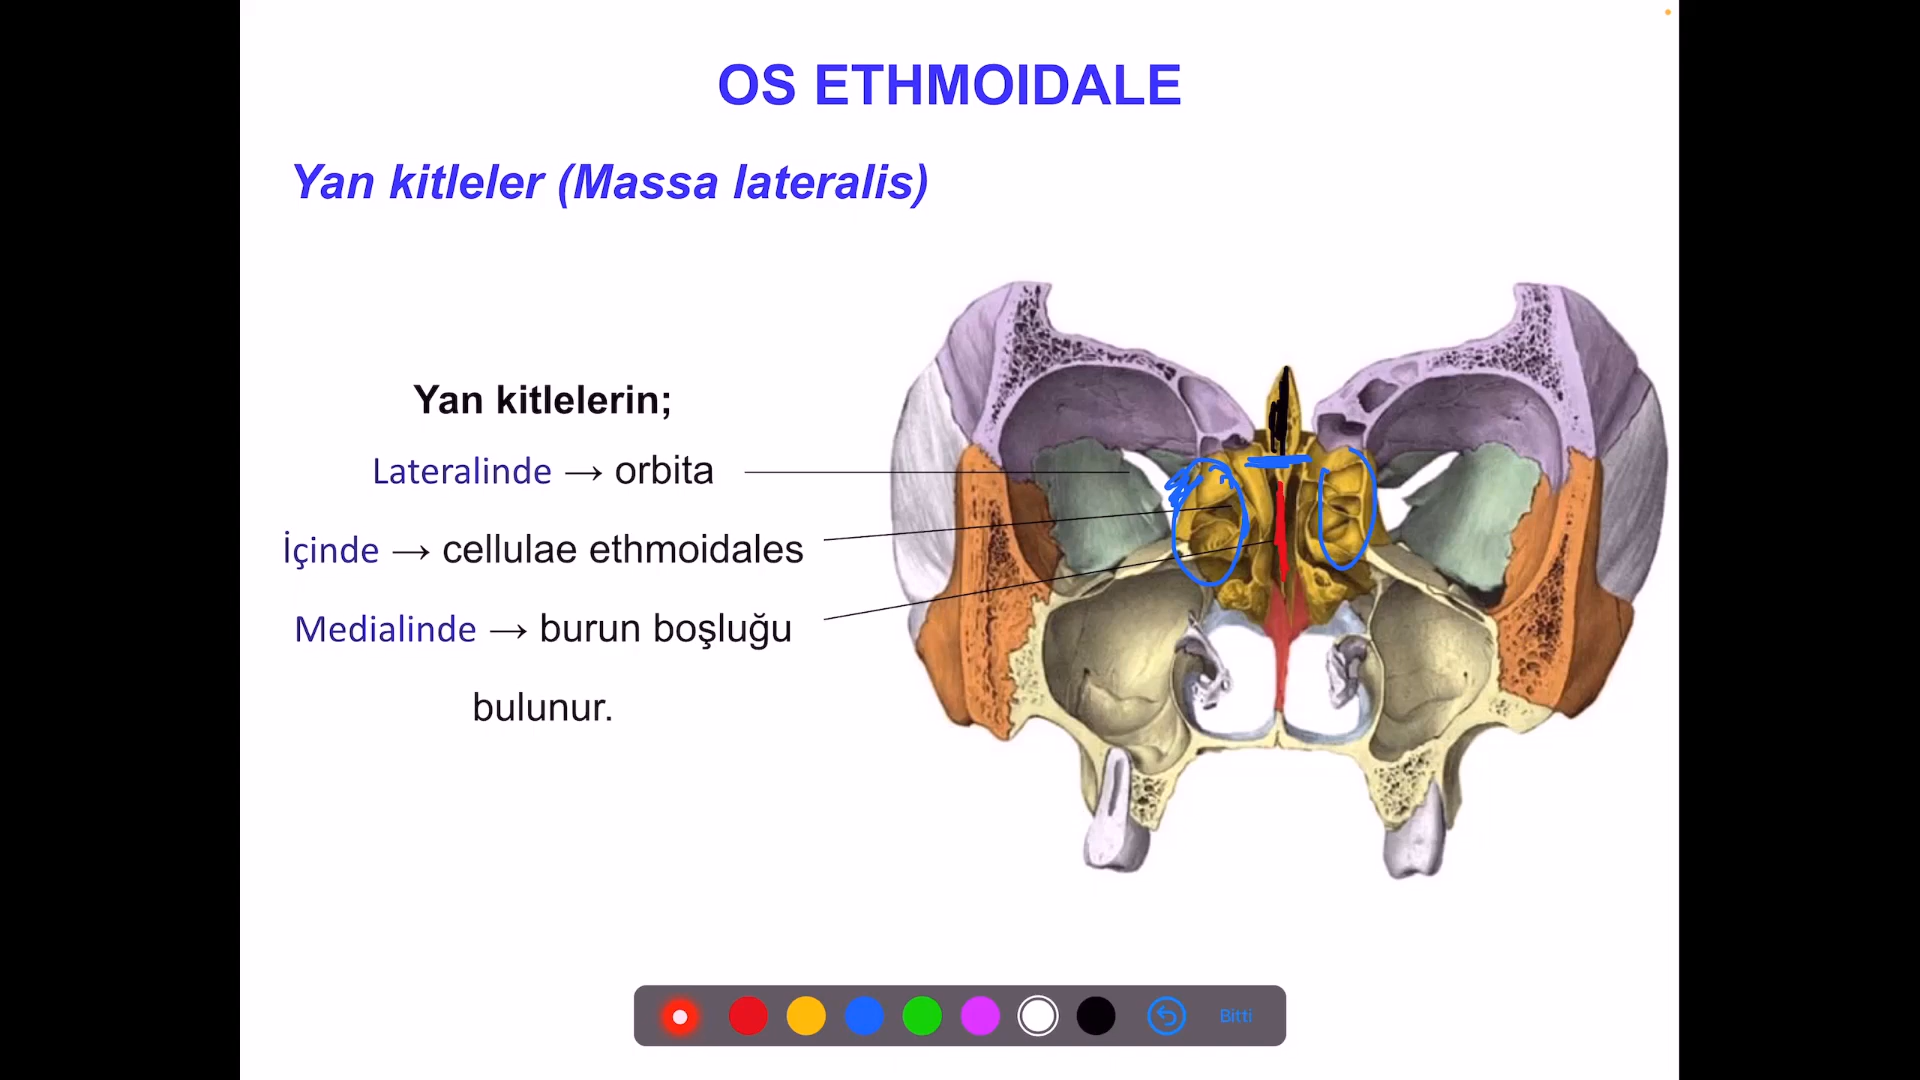 OS ETHMOIDALE
Yan kitleler (Massa lateralis)
Yan kitlelerin;
Lateralinde → orbita
İçinde → cellulae ethmoidales
Medialinde → burun boşluğu
bulunur.
Bitti